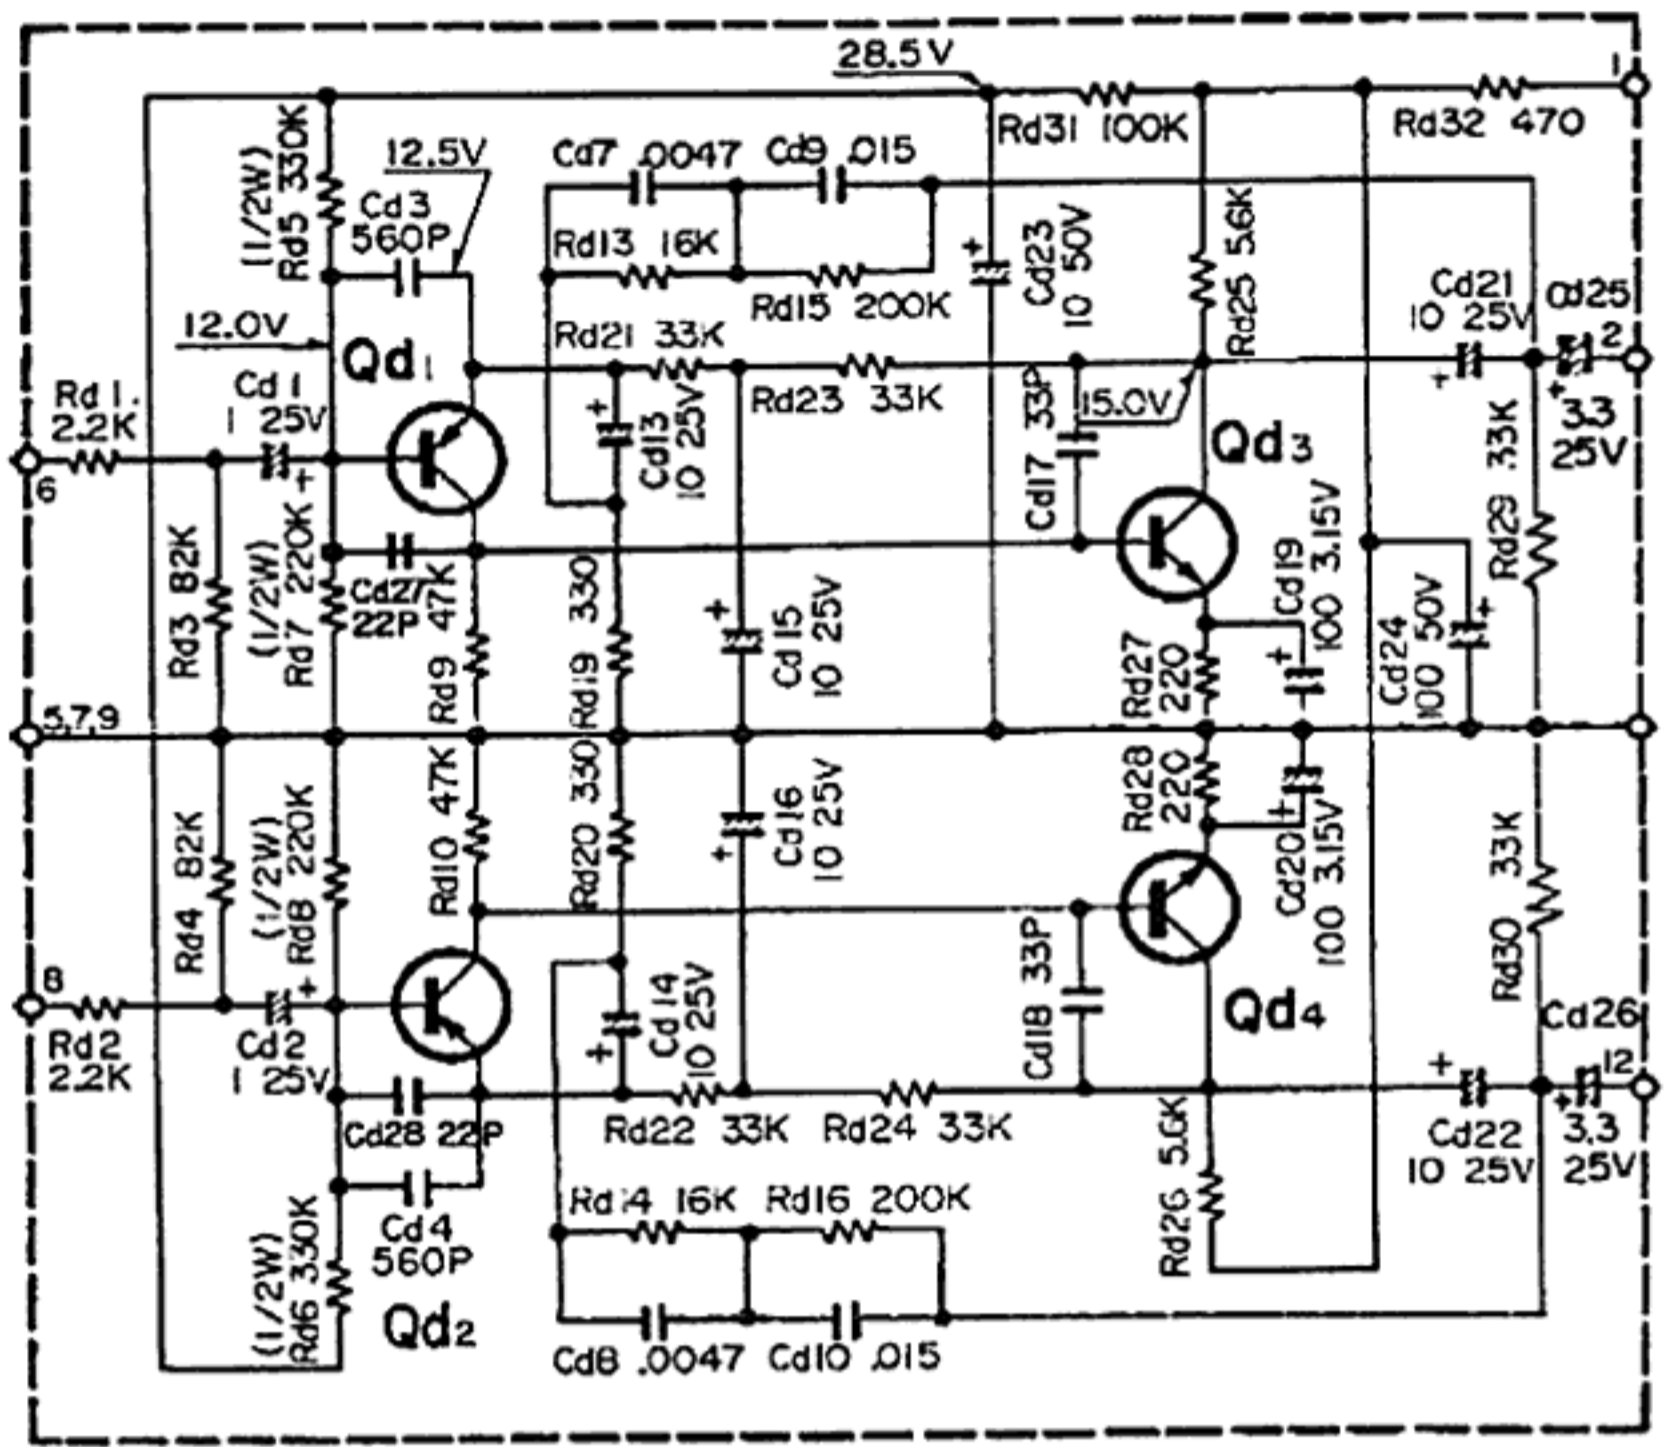 28.5V
1
Rd31 100K
Rd32 470
(1/2W)
Rd5 330K
12.5V
Cd7 .0047
Cd9 .015
Cd3
560P
Rd13 16K
Rd15 200K
Cd23
10 50V
Rd25 5.6K
Cd21
10 25V
Cd25
2
12.0V
Qd1
Rd21 33K
Rd23 33K
15.0V
Rd1.
2.2K
Cd1
1 25V
+
6
+
Cd13
10 25V
+
Cd17 33P
Qd3
+
+
3.3
25V
Rd29 33K
Rd3 82K
(1/2W)
Rd7 220K
Cd27
22P
Rd9 47K
Rd19 330
+
Cd15
10 25V
Rd27
220
+
Cd19
100 3.15V
Cd24
100 50V
+
5,7,9
Rd4 82K
(1/2W)
Rd8 220K
Rd10 47K
Rd20 330
+
Cd16
10 25V
Rd28
220
+
Cd20
100 3.15V
Rd30 33K
8
Rd2
2.2K
Cd2
1 25V
+
+
Cd14
10 25V
Cd18 33P
Qd4
Cd26
12
Cd28 22P
Rd22 33K
Rd24 33K
+
Cd22
10 25V
+
3.3
25V
Rd26 5.6K
Cd4
560P
Rd14 16K
Rd16 200K
(1/2W)
Rd6 330K
Qd2
Cd8 .0047
Cd10 .015